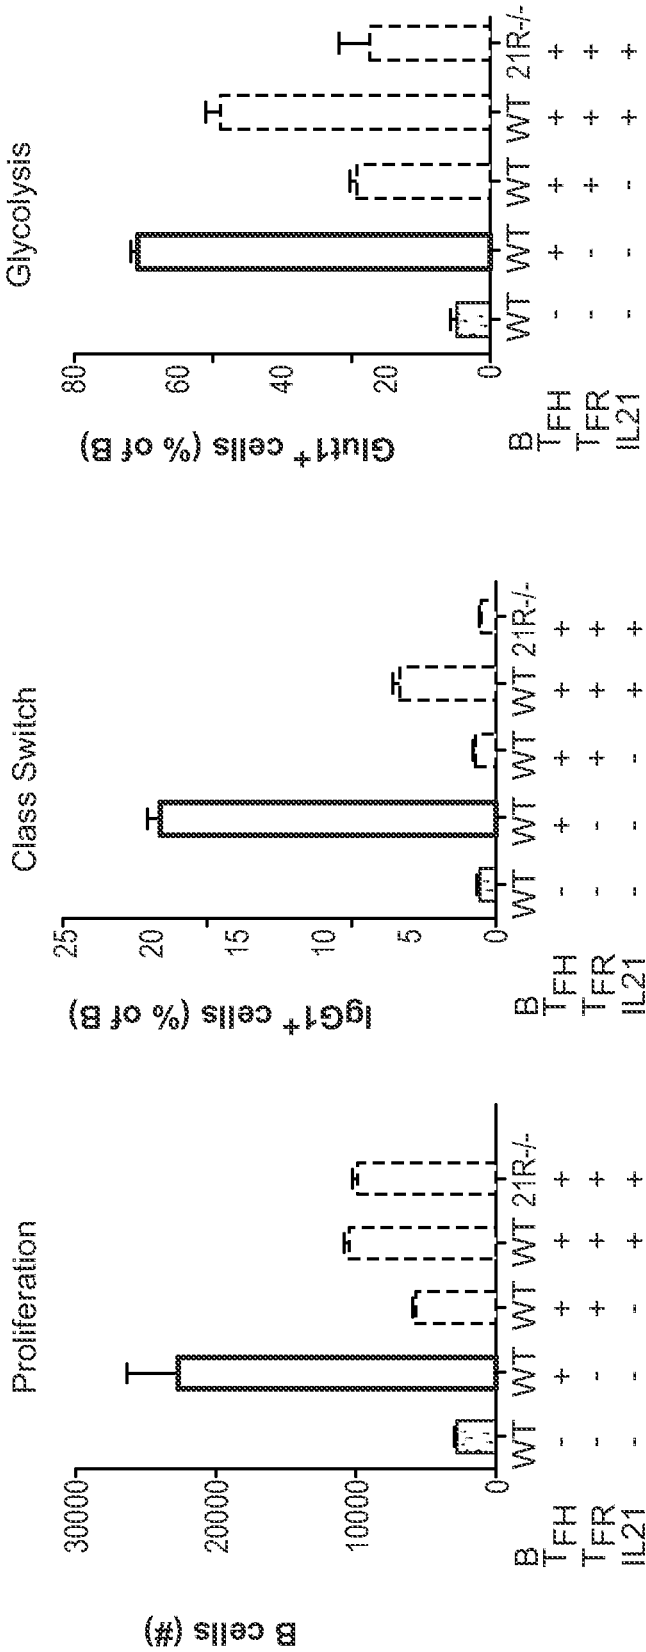 Proliferation
B cells (#)
30000
20000
10000
0
B WT WT WT WT 21R-/-
TFH - + + + +
TFR - - + + +
IL21 - - - + +
Class Switch
IgG1+ cells (% of B)
25
20
15
10
5
0
B WT WT WT WT 21R-/-
TFH - + + + +
TFR - - + + +
IL21 - - - + +
Glycolysis
Glut1+ cells (% of B)
80
60
40
20
0
B WT WT WT WT 21R-/-
TFH - + + + +
TFR - - + + +
IL21 - - - + +